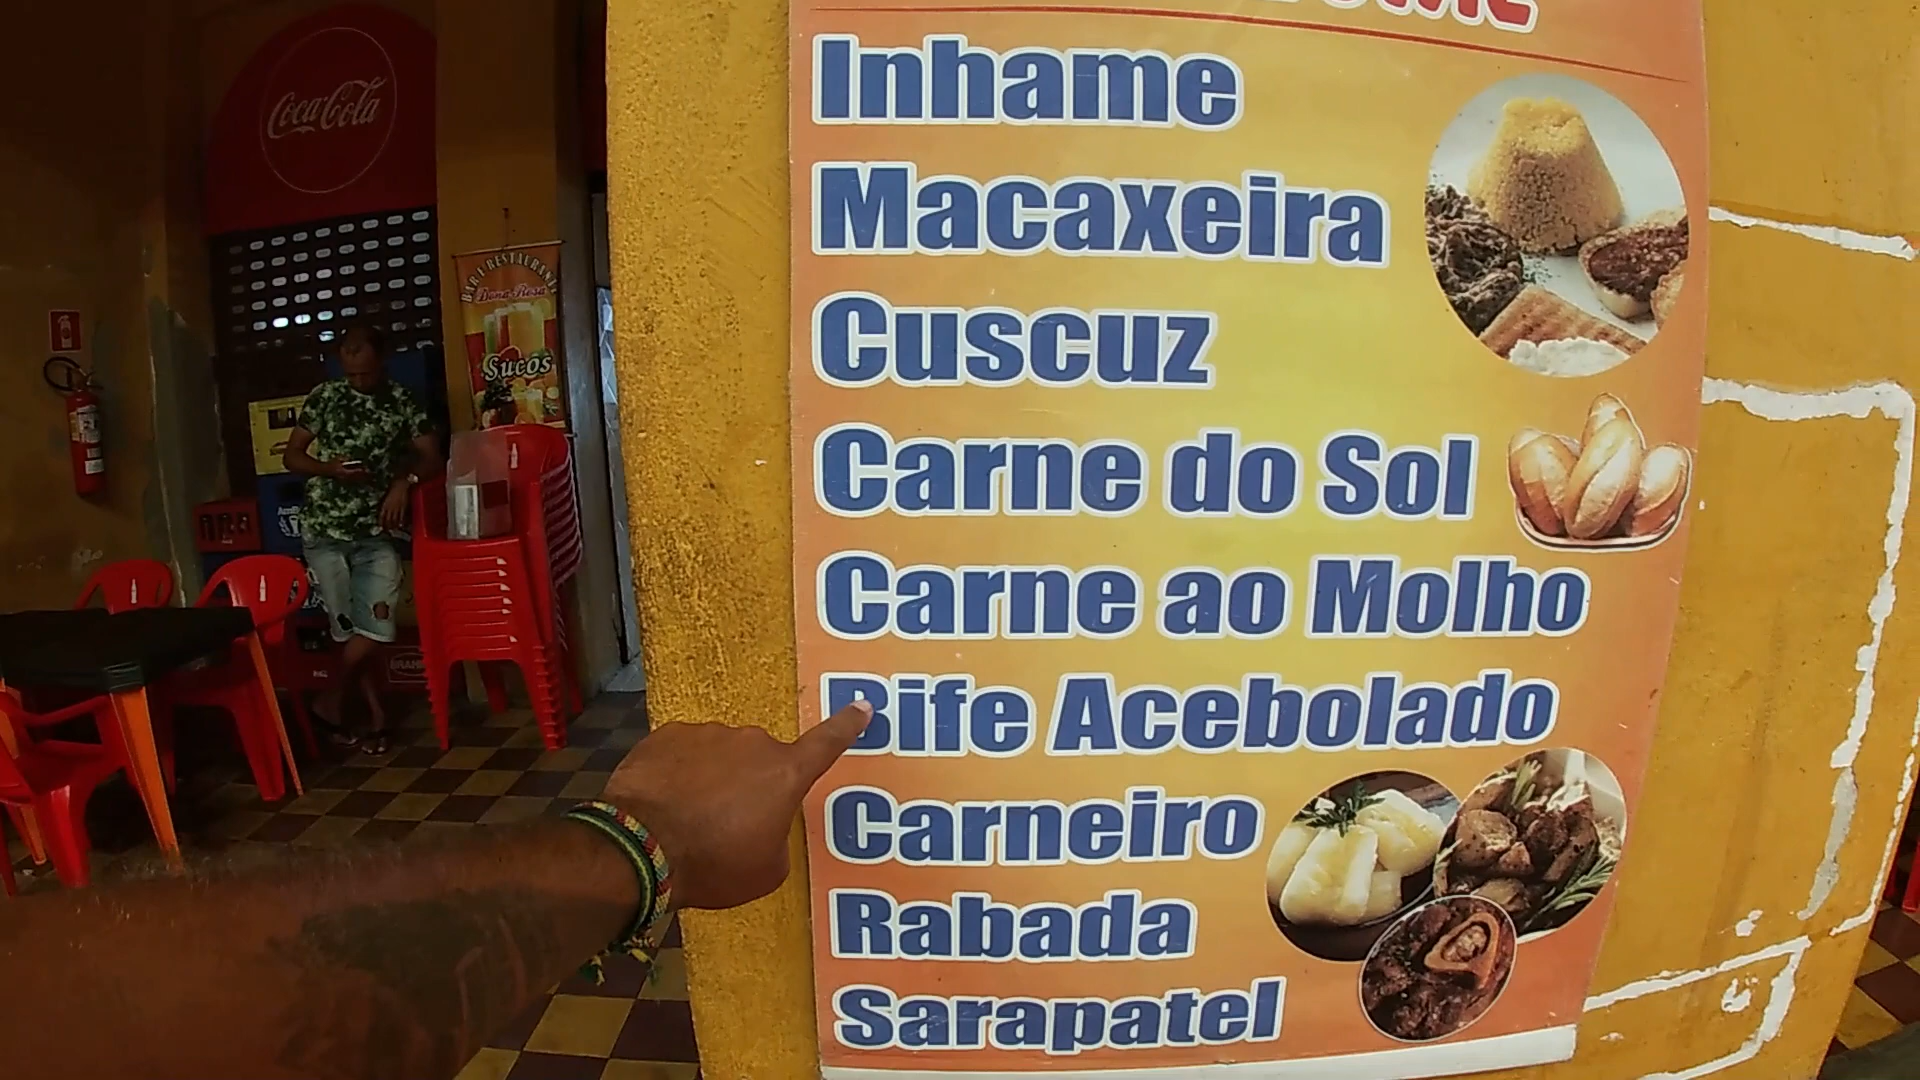 Inhame
Macaxeira
Cuscuz
Carne do Sol
Carne ao Molho
Bife Acebolado
Carneiro
Rabada
Sarapatel
Coca-Cola
BAR E RESTAURANTE
Dona Rosa
Sucos